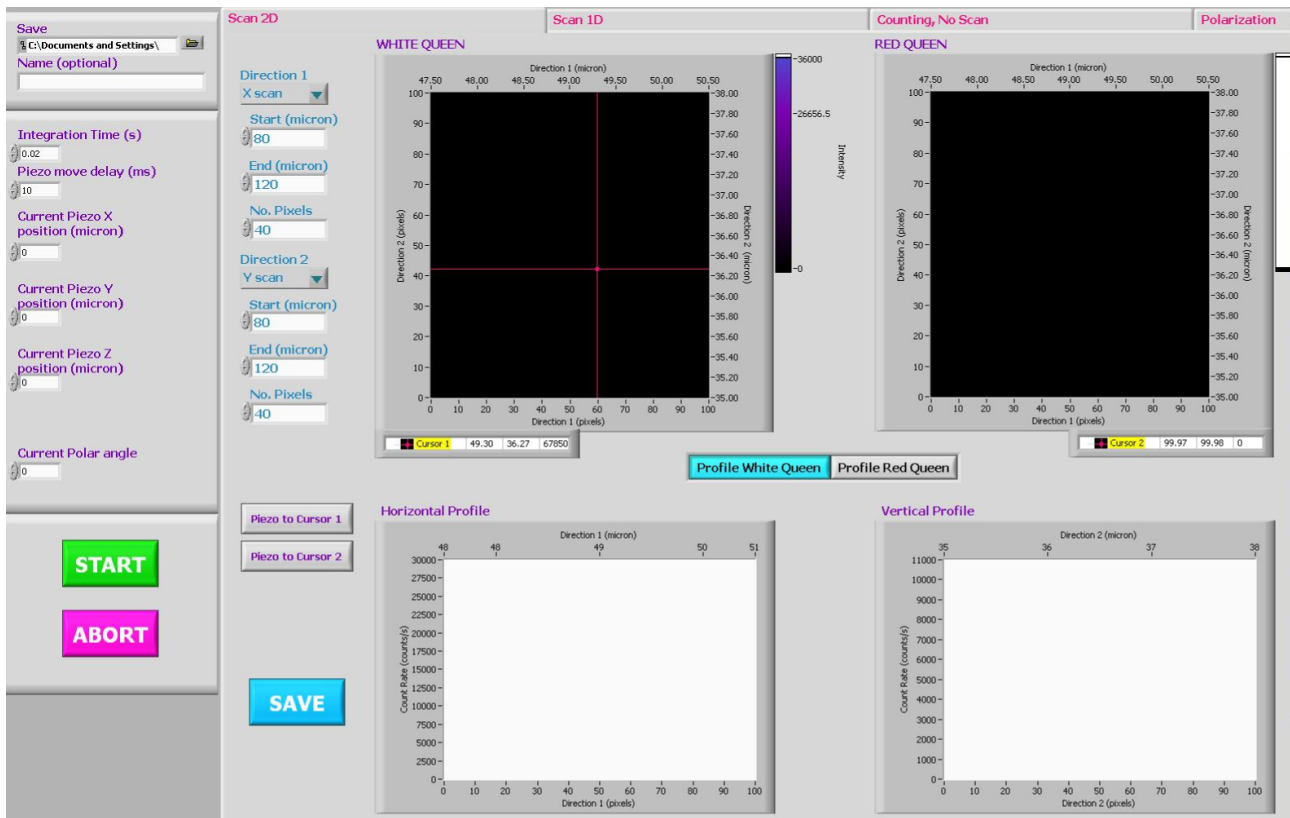 Save
C:\Documents and Settings\
Name (optional)
Integration Time (s)
0.02
Piezo move delay (ms)
10
Current Piezo X
position (micron)
0
Current Piezo Y
position (micron)
0
Current Piezo Z
position (micron)
0
Current Polar angle
0
START
ABORT
Scan 2D
Scan 1D
Counting, No Scan
Polarization
Direction 1
X scan
Start (micron)
80
End (micron)
120
No. Pixels
40
Direction 2
Y scan
Start (micron)
80
End (micron)
120
No. Pixels
40
WHITE QUEEN
Direction 1 (micron)
47.50 48.00 48.50 49.00 49.50 50.00 50.50
100 38.00
90 37.80
37.60
80 37.40
70 37.20
37.00
60 36.80
50 36.60
36.40
40 36.20
30 36.00
35.80
20 35.60
10 35.40
35.20
0 35.00
Direction 2 (pixels)
Direction 2 (micron)
0 10 20 30 40 50 60 70 80 90 100
Direction 1 (pixels)
36000
26656.5
0
Intensity
Cursor 1 49.30 36.27 67850
RED QUEEN
Direction 1 (micron)
47.50 48.00 48.50 49.00 49.50 50.00 50.50
100 38.00
90 37.80
37.60
80 37.40
70 37.20
37.00
60 36.80
50 36.60
36.40
40 36.20
30 36.00
35.80
20 35.60
10 35.40
35.20
0 35.00
Direction 2 (pixels)
Direction 2 (micron)
0 10 20 30 40 50 60 70 80 90 100
Direction 1 (pixels)
Cursor 2 99.97 99.98 0
Profile White Queen Profile Red Queen
Piezo to Cursor 1
Piezo to Cursor 2
SAVE
Horizontal Profile
Direction 1 (micron)
48 48 49 50 51
30000
27500
25000
22500
20000
17500
15000
12500
10000
7500
5000
2500
0
Count Rate (counts/s)
0 10 20 30 40 50 60 70 80 90 100
Direction 1 (pixels)
Vertical Profile
Direction 2 (micron)
35 36 37 38
11000
10000
9000
8000
7000
6000
5000
4000
3000
2000
1000
0
Count Rate (counts/s)
0 10 20 30 40 50 60 70 80 90 100
Direction 2 (pixels)